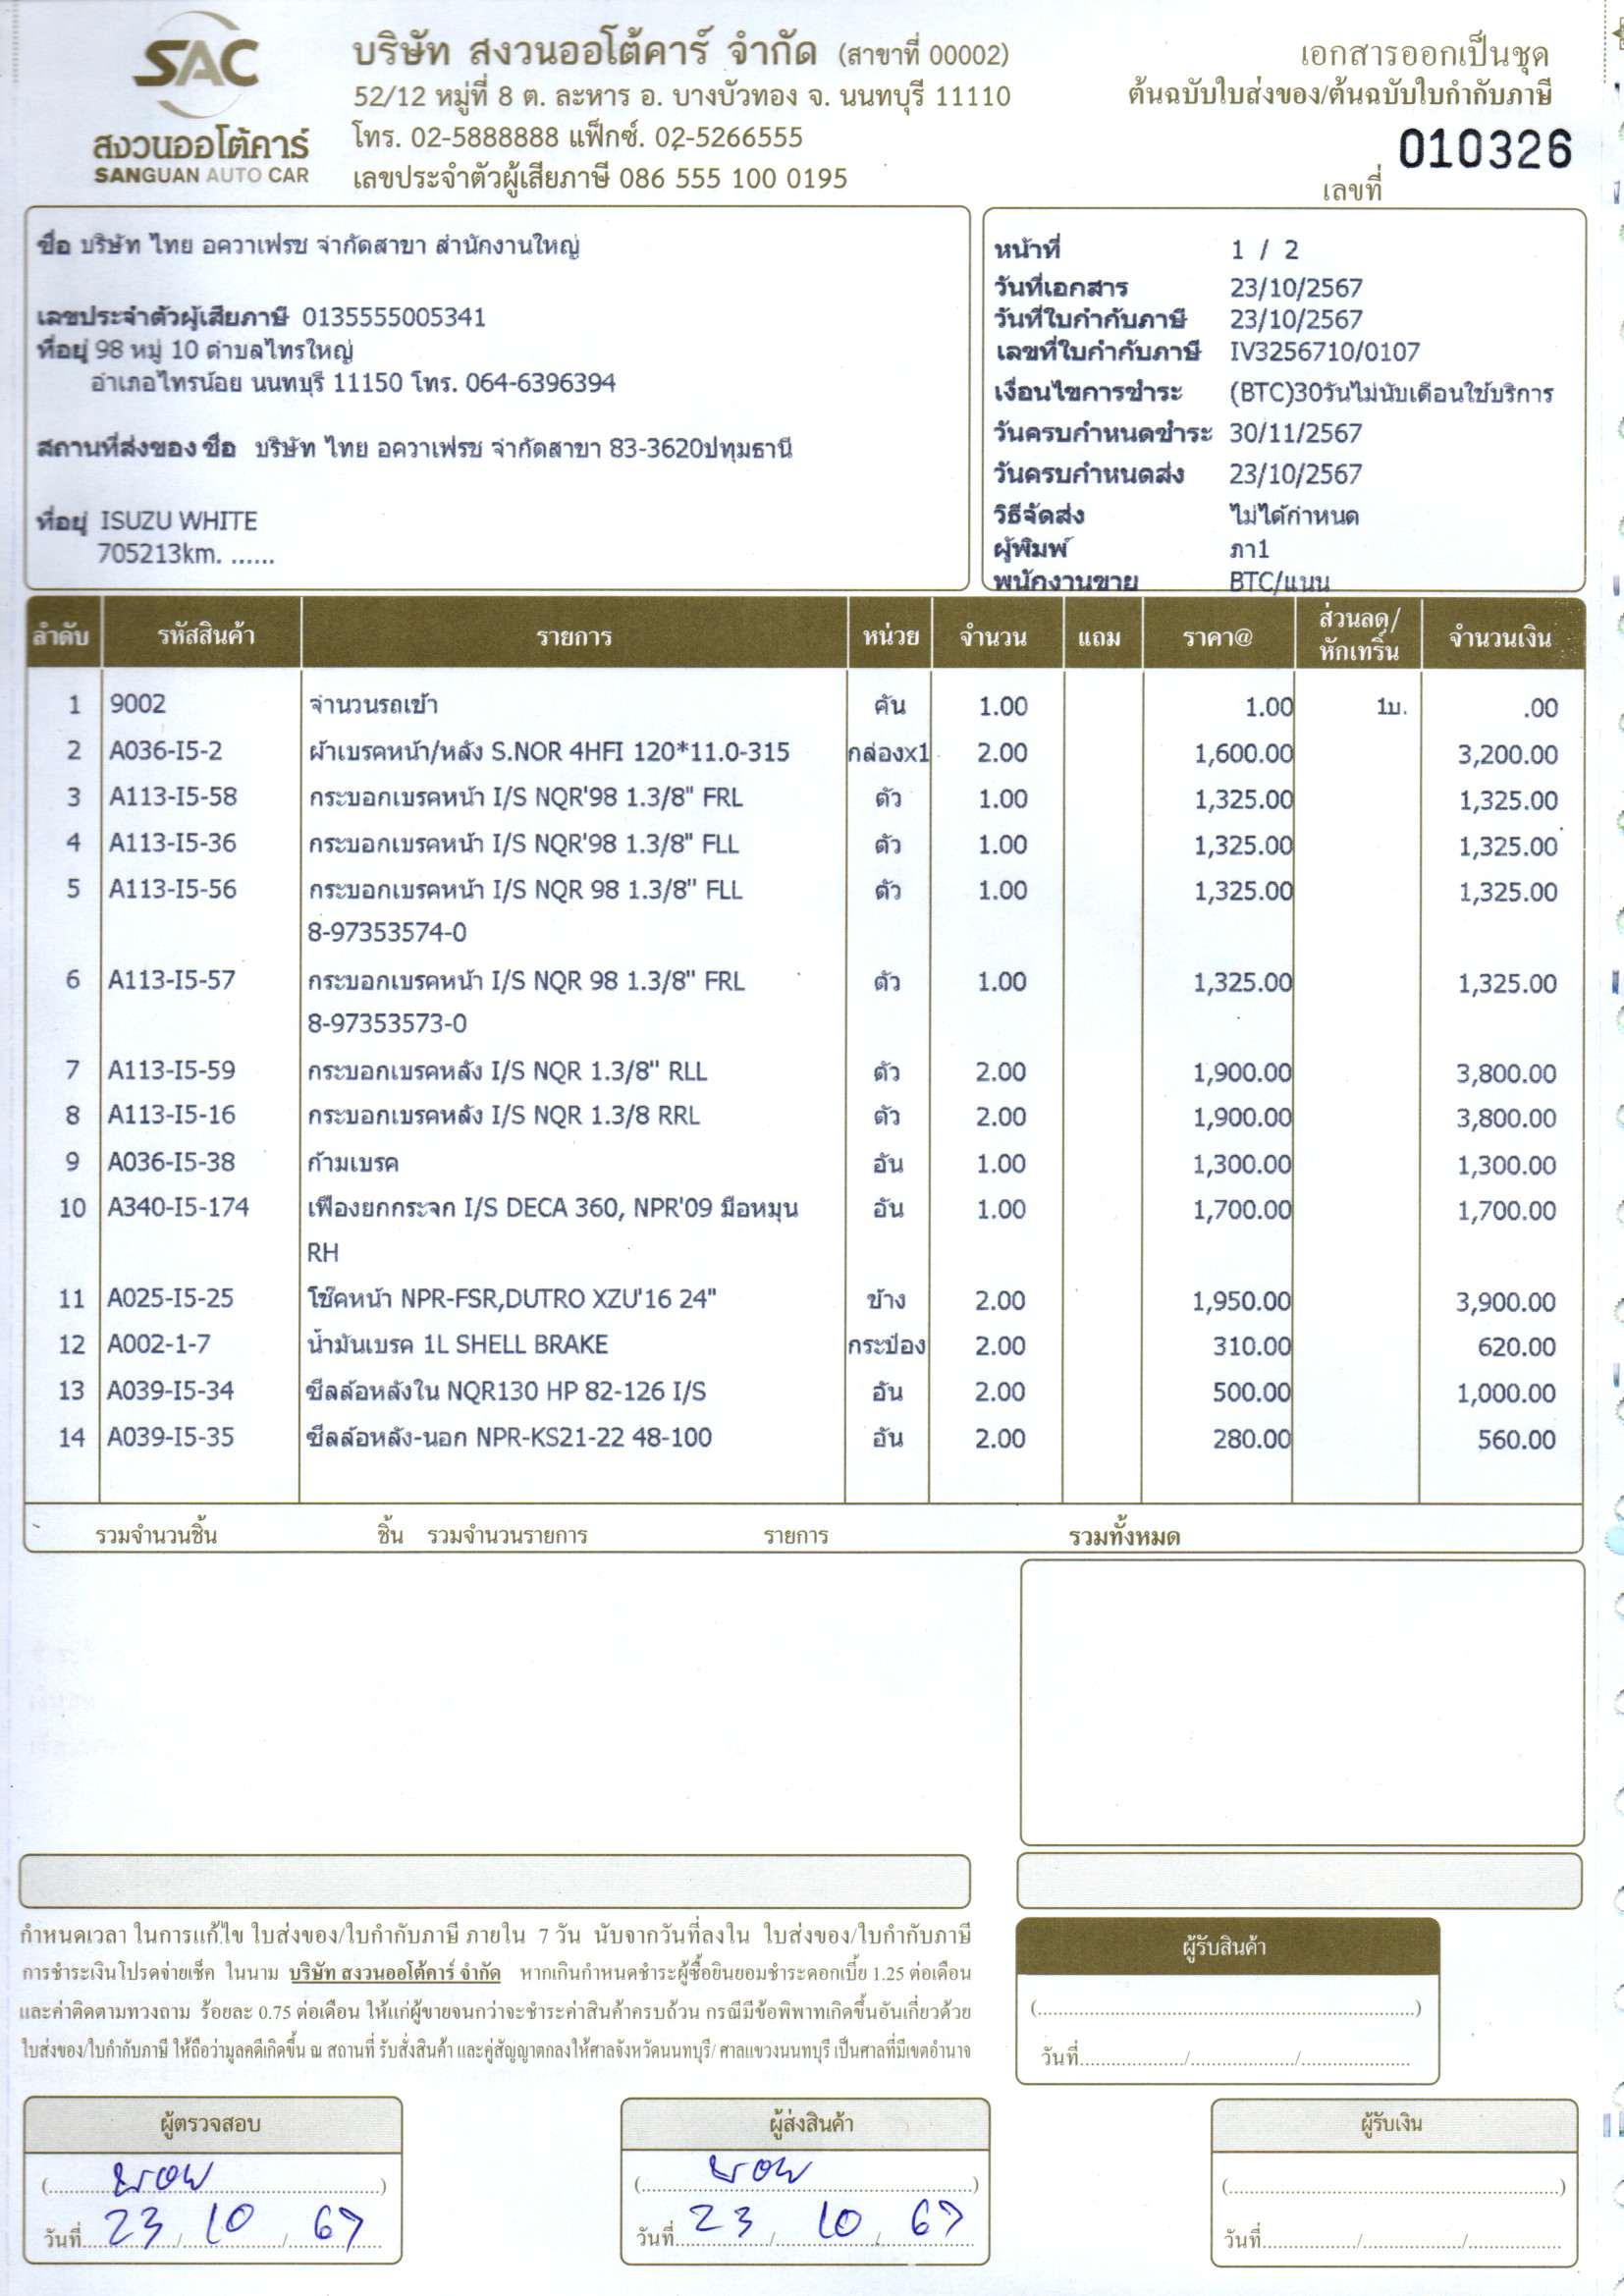 SAC
สงวนออโต้คาร์
SANGUAN AUTO CAR
บริษัท สงวนออโต้คาร์ จำกัด (สาขาที่ 00002)
52/12 หมู่ที่ 8 ต. ละหาร อ. บางบัวทอง จ. นนทบุรี 11110
โทร. 02-5888888 แฟ็กซ์. 02-5266555
เลขประจำตัวผู้เสียภาษี 086 555 100 0195
เอกสารออกเป็นชุด
ต้นฉบับใบส่งของ/ต้นฉบับใบกำกับภาษี
เลขที่ 010326
ชื่อ บริษัท ไทย อควาเฟรช จำกัดสาขา สำนักงานใหญ่
เลขประจำตัวผู้เสียภาษี 0135555005341
ที่อยู่ 98 หมู่ 10 ตำบลไทรใหญ่
อำเภอไทรน้อย นนทบุรี 11150 โทร. 064-6396394
สถานที่ส่งของ ชื่อ บริษัท ไทย อควาเฟรช จำกัดสาขา 83-3620ปทุมธานี
ที่อยู่ ISUZU WHITE
705213km. ......
หน้าที่ 1 / 2
วันที่เอกสาร 23/10/2567
วันที่ใบกำกับภาษี 23/10/2567
เลขที่ใบกำกับภาษี IV3256710/0107
เงื่อนไขการชำระ (BTC)30วันไม่นับเดือนใช้บริการ
วันครบกำหนดชำระ 30/11/2567
วันครบกำหนดส่ง 23/10/2567
วิธีจัดส่ง ไม่ได้กำหนด
ผู้พิมพ์ ภา1
พนักงานขาย BTC/แนน
ลำดับ รหัสสินค้า รายการ หน่วย จำนวน แถม ราคา@ ส่วนลด/หักเทริ์น จำนวนเงิน
1 9002 จำนวนรถเข้า คัน 1.00 1.00 1บ. .00
2 A036-I5-2 ผ้าเบรคหน้า/หลัง S.NOR 4HFI 120*11.0-315 กล่องx1 2.00 1,600.00 3,200.00
3 A113-I5-58 กระบอกเบรคหน้า I/S NQR'98 1.3/8" FRL ตัว 1.00 1,325.00 1,325.00
4 A113-I5-36 กระบอกเบรคหน้า I/S NQR'98 1.3/8" FLL ตัว 1.00 1,325.00 1,325.00
5 A113-I5-56 กระบอกเบรคหน้า I/S NQR 98 1.3/8" FLL ตัว 1.00 1,325.00 1,325.00
8-97353574-0
6 A113-I5-57 กระบอกเบรคหน้า I/S NQR 98 1.3/8" FRL ตัว 1.00 1,325.00 1,325.00
8-97353573-0
7 A113-I5-59 กระบอกเบรคหลัง I/S NQR 1.3/8" RLL ตัว 2.00 1,900.00 3,800.00
8 A113-I5-16 กระบอกเบรคหลัง I/S NQR 1.3/8 RRL ตัว 2.00 1,900.00 3,800.00
9 A036-I5-38 ก้ามเบรค อัน 1.00 1,300.00 1,300.00
10 A340-I5-174 เฟืองยกกระจก I/S DECA 360, NPR'09 มือหมุน อัน 1.00 1,700.00 1,700.00
RH
11 A025-I5-25 โช๊คหน้า NPR-FSR,DUTRO XZU'16 24" ข้าง 2.00 1,950.00 3,900.00
12 A002-1-7 น้ำมันเบรค 1L SHELL BRAKE กระป๋อง 2.00 310.00 620.00
13 A039-I5-34 ซีลล้อหลังใน NQR130 HP 82-126 I/S อัน 2.00 500.00 1,000.00
14 A039-I5-35 ซีลล้อหลัง-นอก NPR-KS21-22 48-100 อัน 2.00 280.00 560.00
รวมจำนวนชิ้น ชิ้น รวมจำนวนรายการ รายการ รวมทั้งหมด
กำหนดเวลา ในการแก้ไข ใบส่งของ/ใบกำกับภาษี ภายใน 7 วัน นับจากวันที่ลงใน ใบส่งของ/ใบกำกับภาษี
การชำระเงินโปรดจ่ายเช็ค ในนาม บริษัท สงวนออโต้คาร์ จำกัด หากเกินกำหนดชำระผู้ซื้อยินยอมชำระดอกเบี้ย 1.25 ต่อเดือน
และค่าติดตามทวงถาม ร้อยละ 0.75 ต่อเดือน ให้แก่ผู้ขายจนกว่าจะชำระค่าสินค้าครบถ้วน กรณีมีข้อพิพาทเกิดขึ้นอันเกี่ยวด้วย
ใบส่งของ/ใบกำกับภาษี ให้ถือว่ามูลคดีเกิดขึ้น ณ สถานที่ รับสั่งสินค้า และคู่สัญญาตกลงให้ศาลจังหวัดนนทบุรี/ ศาลแขวงนนทบุรี เป็นศาลที่มีเขตอำนาจ
ผู้รับสินค้า
(..........)
วันที่........../........../..........
ผู้ตรวจสอบ
วันที่ 23 / 10 / 67
ผู้ส่งสินค้า
วันที่ 23 / 10 / 67
ผู้รับเงิน
(..........)
วันที่........../........../..........